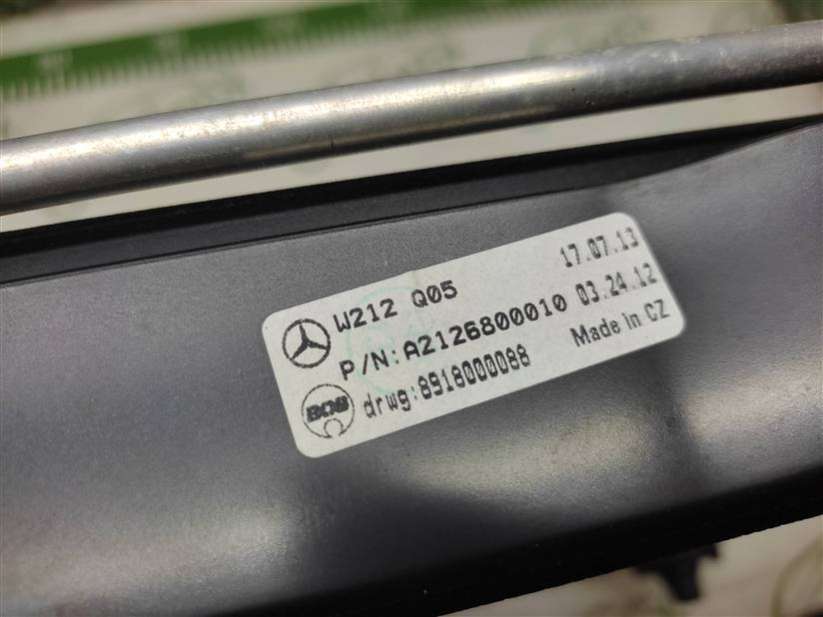 W212 Q05
17.07.13
P/N:A2126800010
03.24.12
BOS
drwg:8918000088
Made in CZ